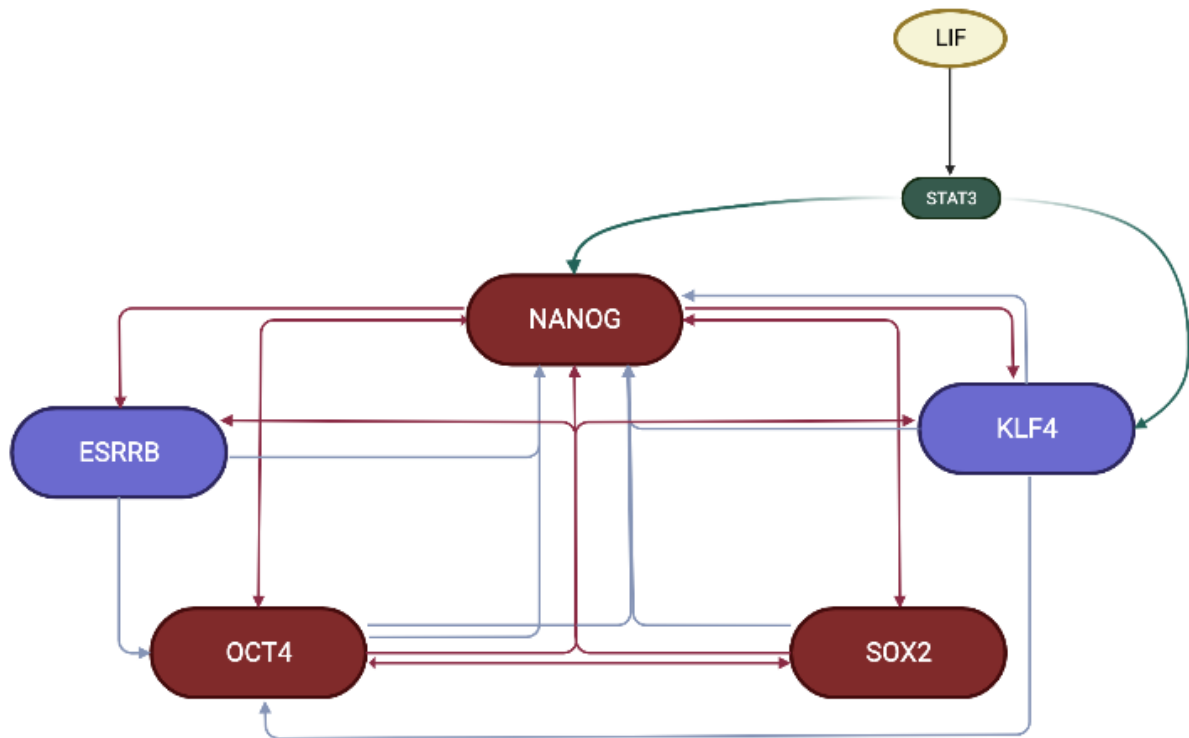 LIF
STAT3
NANOG
KLF4
ESRRB
OCT4
SOX2